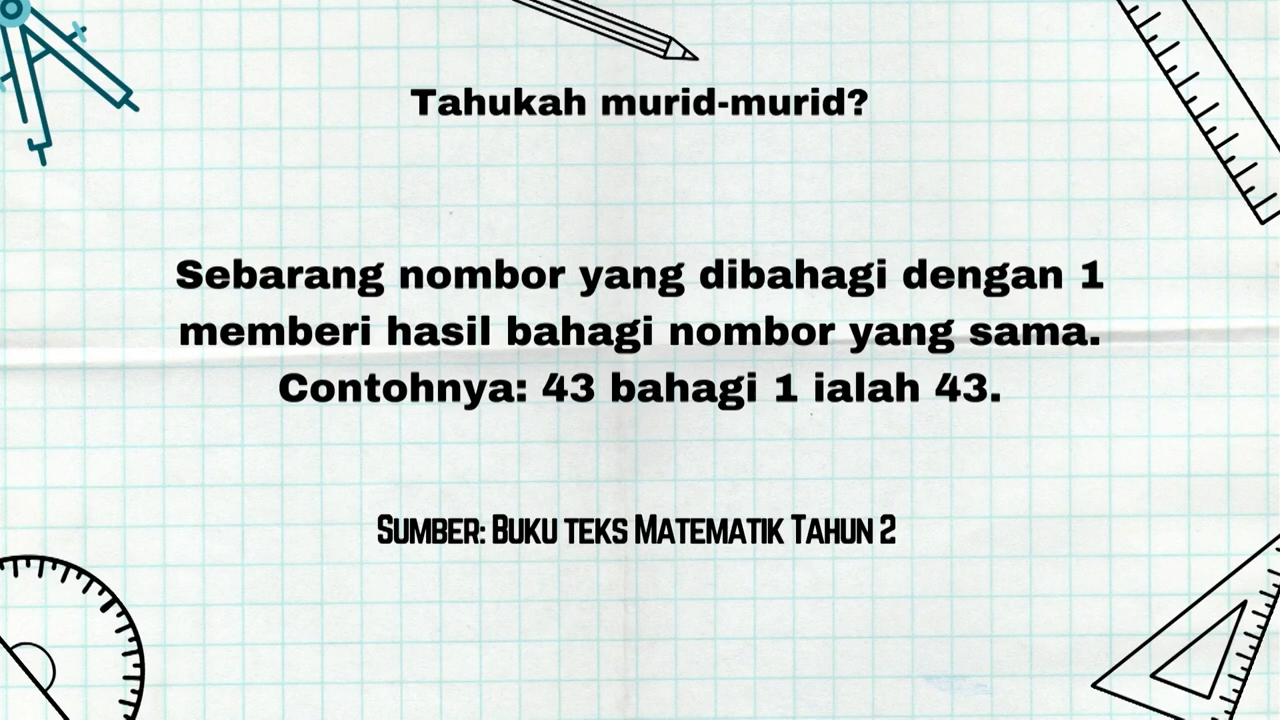 Tahukah murid-murid?
Sebarang nombor yang dibahagi dengan 1
memberi hasil bahagi nombor yang sama.
Contohnya: 43 bahagi 1 ialah 43.
Sumber: Buku teks Matematik Tahun 2